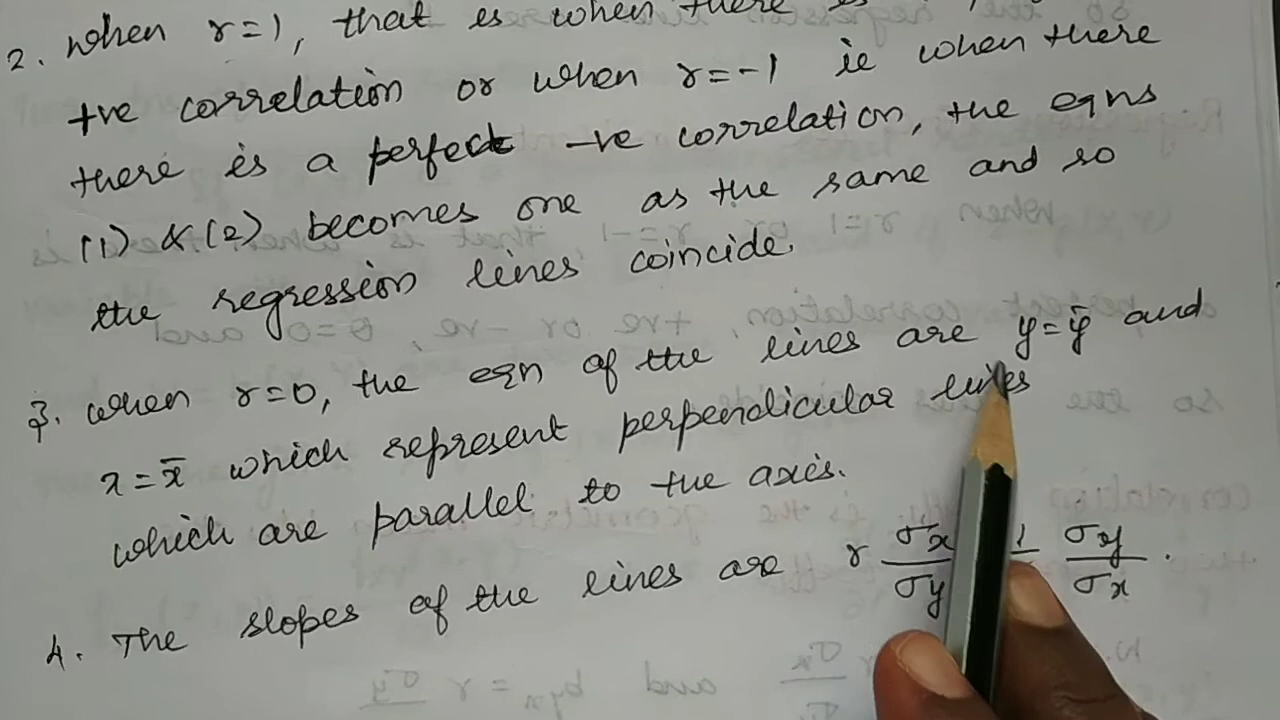 2. When r=1, that is when there
+ve correlation or when r=-1 ie when there
there is a perfect -ve correlation, the eqns
(1) & (2) becomes one as the same and so
the regression lines coincide.
3. When r=0, the eqn of the lines are y=ȳ and
x=x̄ which represent perpendicular lines
which are parallel to the axis.
4. The slopes of the lines are r σx/σy 1 σy/σx.